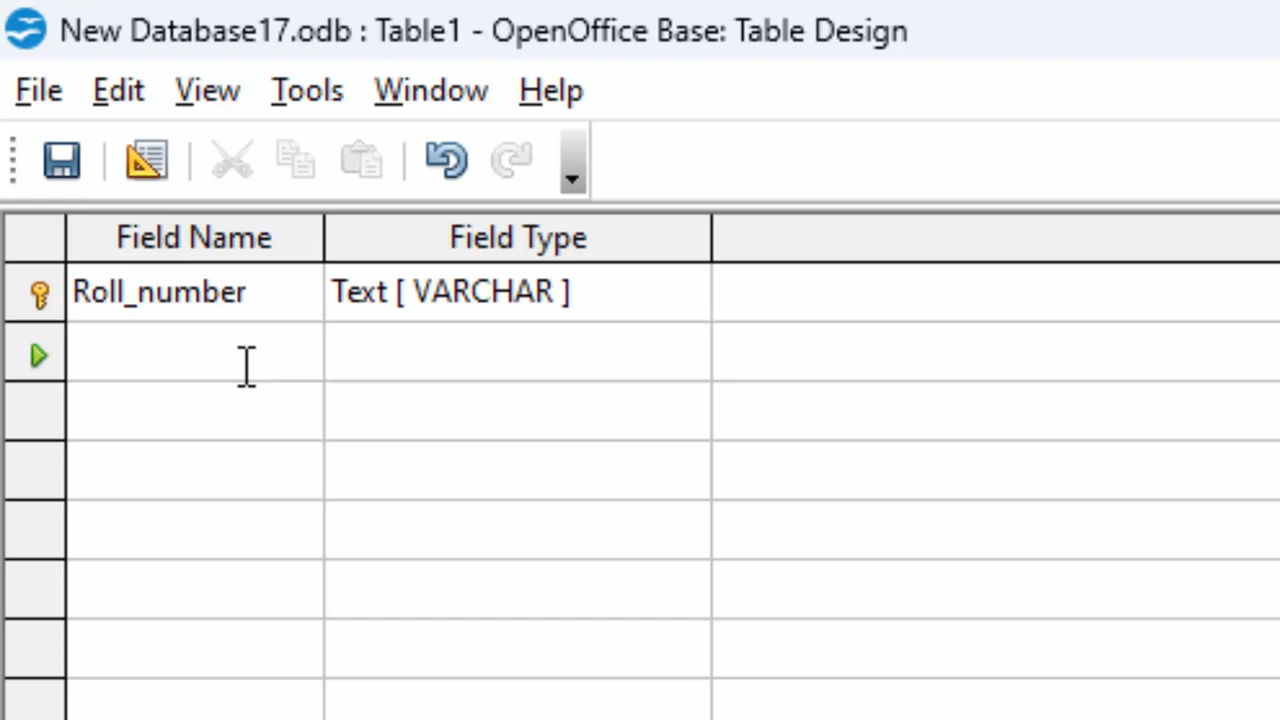 New Database17.odb : Table1 - OpenOffice Base: Table Design
File Edit View Tools Window Help
Field Name Field Type
Roll_number Text [ VARCHAR ]